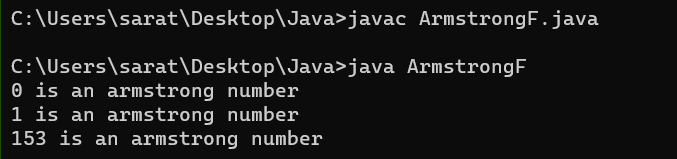 C:\Users\sarat\Desktop\Java>javac ArmstrongF.java
C:\Users\sarat\Desktop\Java>java ArmstrongF
0 is an armstrong number
1 is an armstrong number
153 is an armstrong number